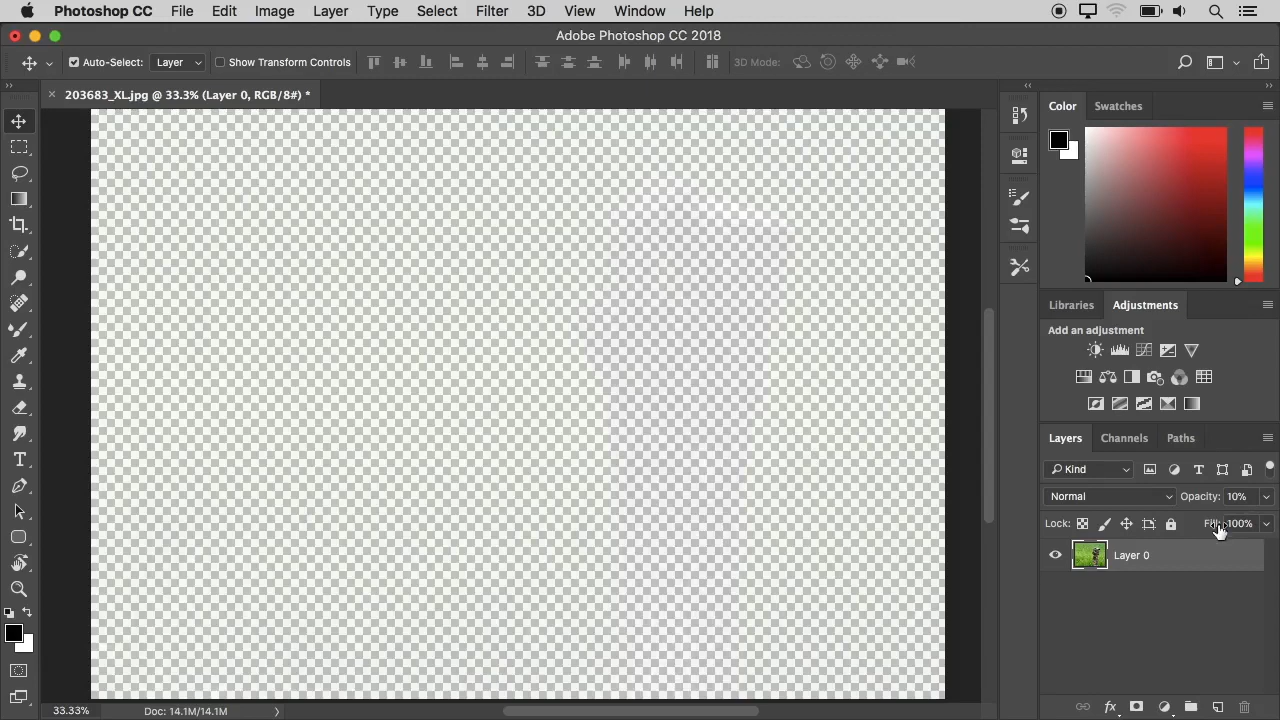 Photoshop CC File Edit Image Layer Type Select Filter 3D View Window Help
Adobe Photoshop CC 2018
Auto-Select: Layer Show Transform Controls 3D Mode:
203683_XL.jpg @ 33.3% (Layer 0, RGB/8#) *
Color Swatches
Libraries Adjustments
Add an adjustment
Layers Channels Paths
Kind
Normal Opacity: 10%
Lock: Fill: 100%
Layer 0
33.33% Doc: 14.1M/14.1M